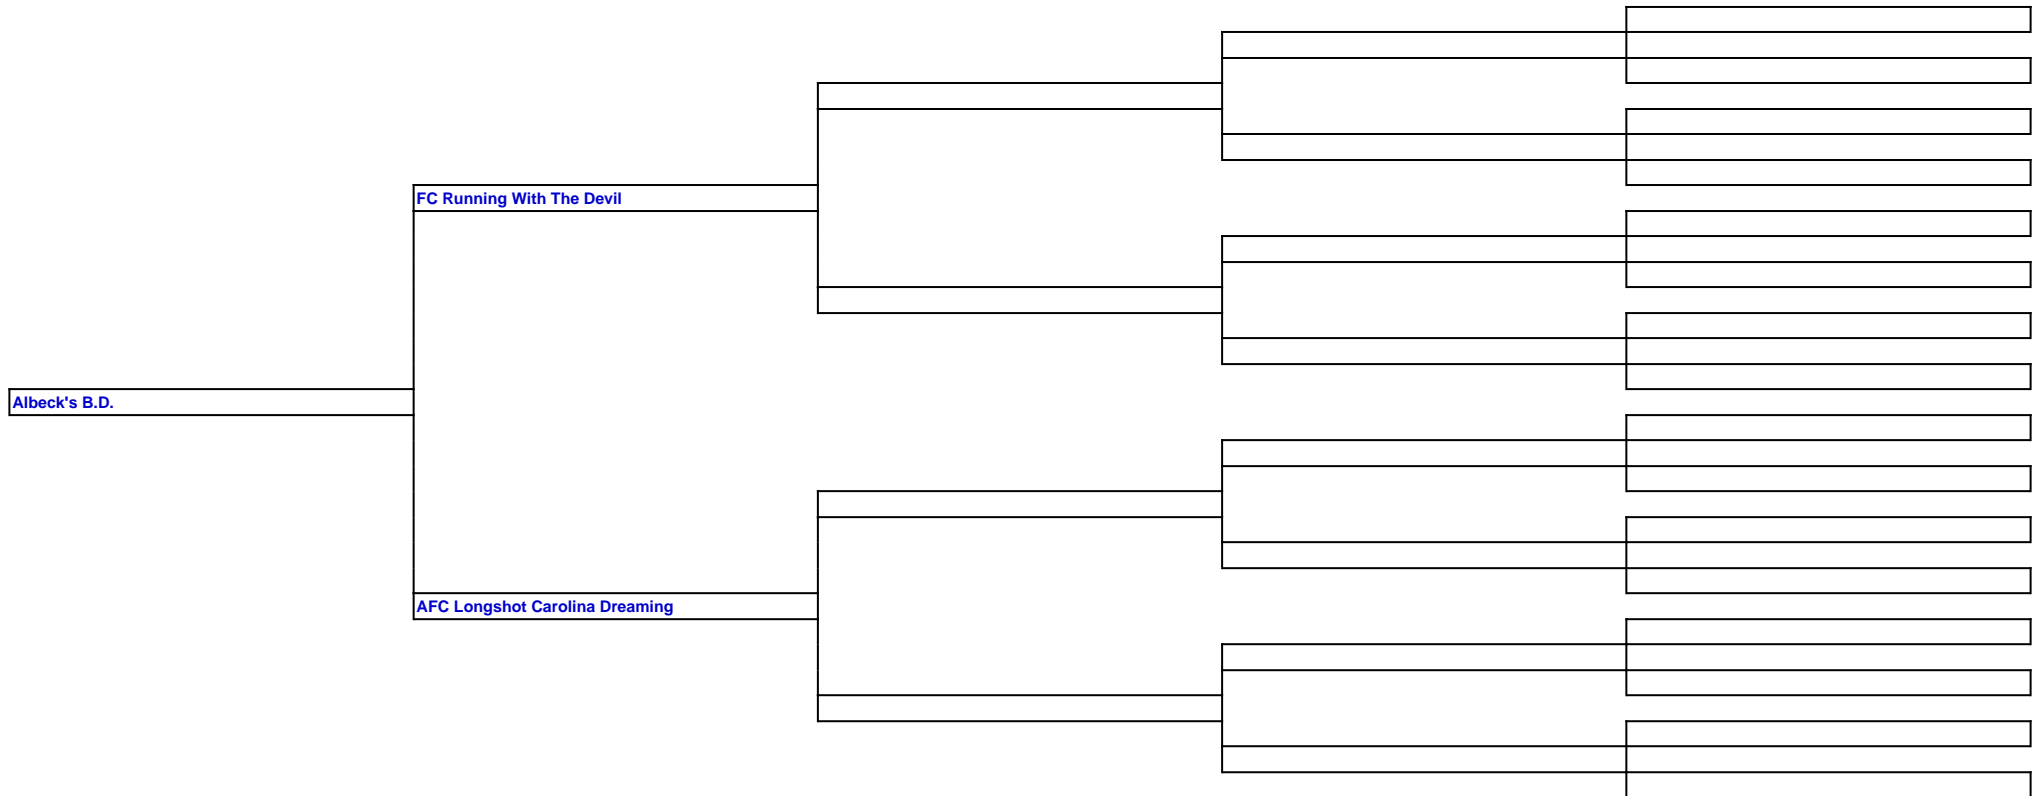 FC Running With The Devil
Albeck's B.D.
AFC Longshot Carolina Dreaming